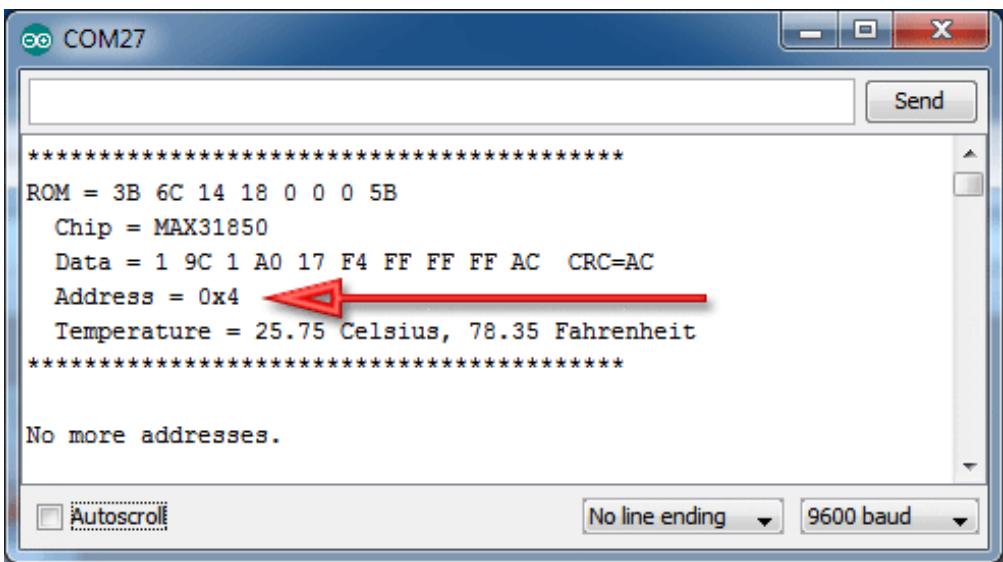 COM27
Send
******************************************
ROM = 3B 6C 14 18 0 0 0 5B
Chip = MAX31850
Data = 1 9C 1 A0 17 F4 FF FF FF AC  CRC=AC
Address = 0x4
Temperature = 25.75 Celsius, 78.35 Fahrenheit
******************************************
No more addresses.
Autoscroll No line ending 9600 baud